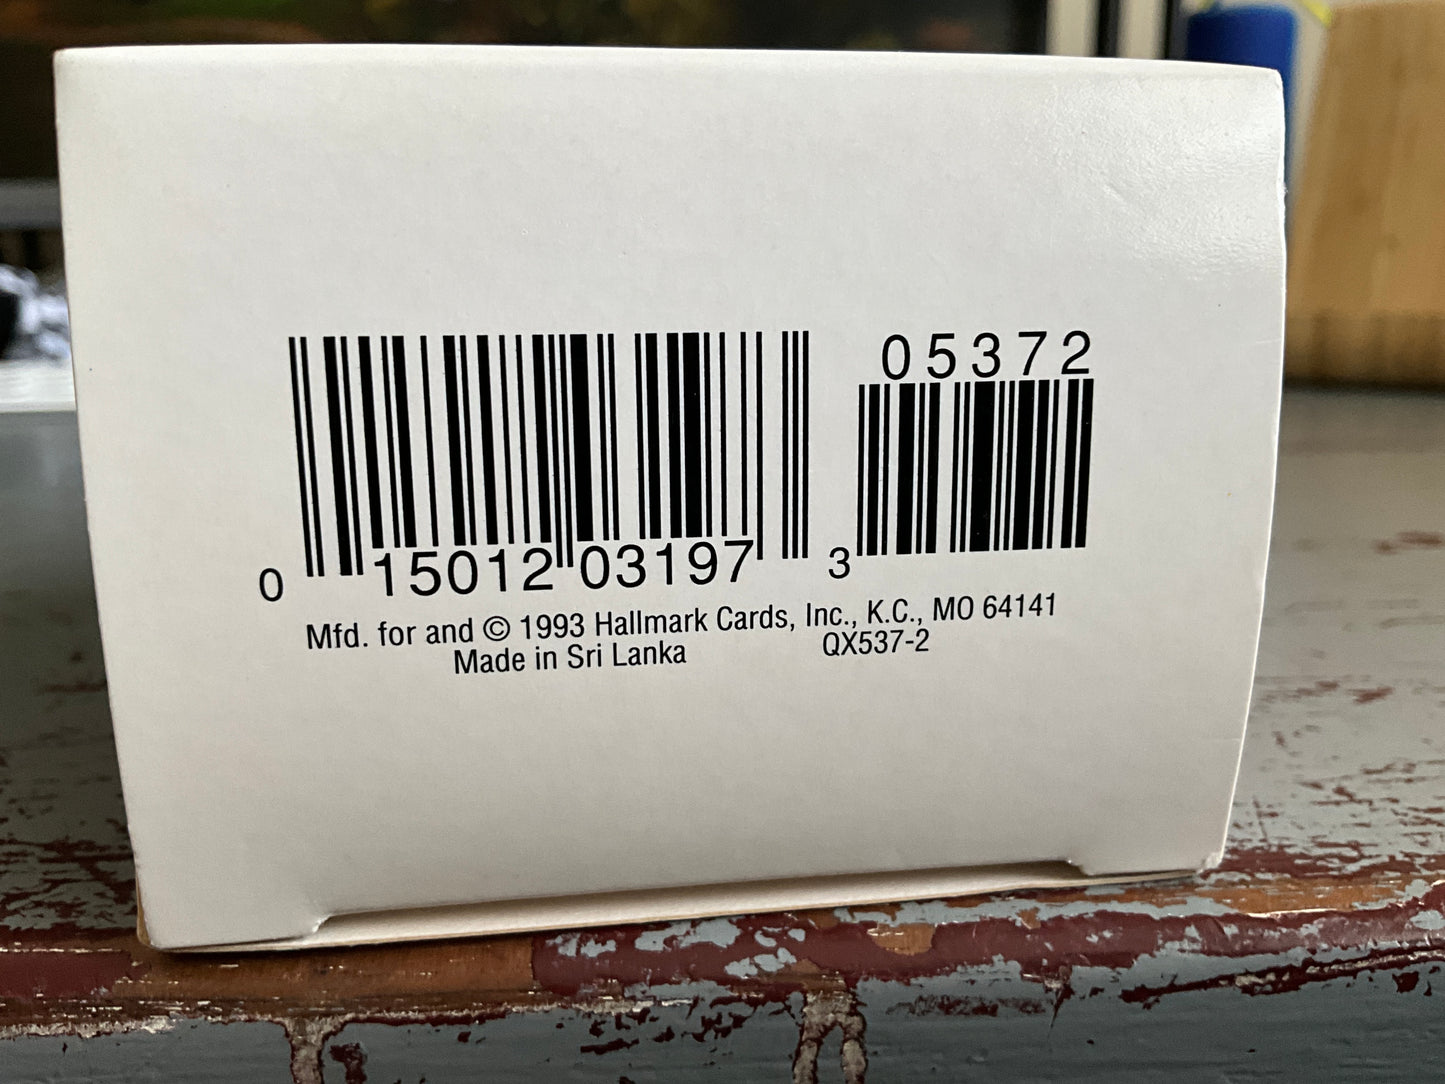 05372
0 15012 03197 3
Mfd. for and © 1993 Hallmark Cards, Inc., K.C., MO 64141
Made in Sri Lanka QX537-2